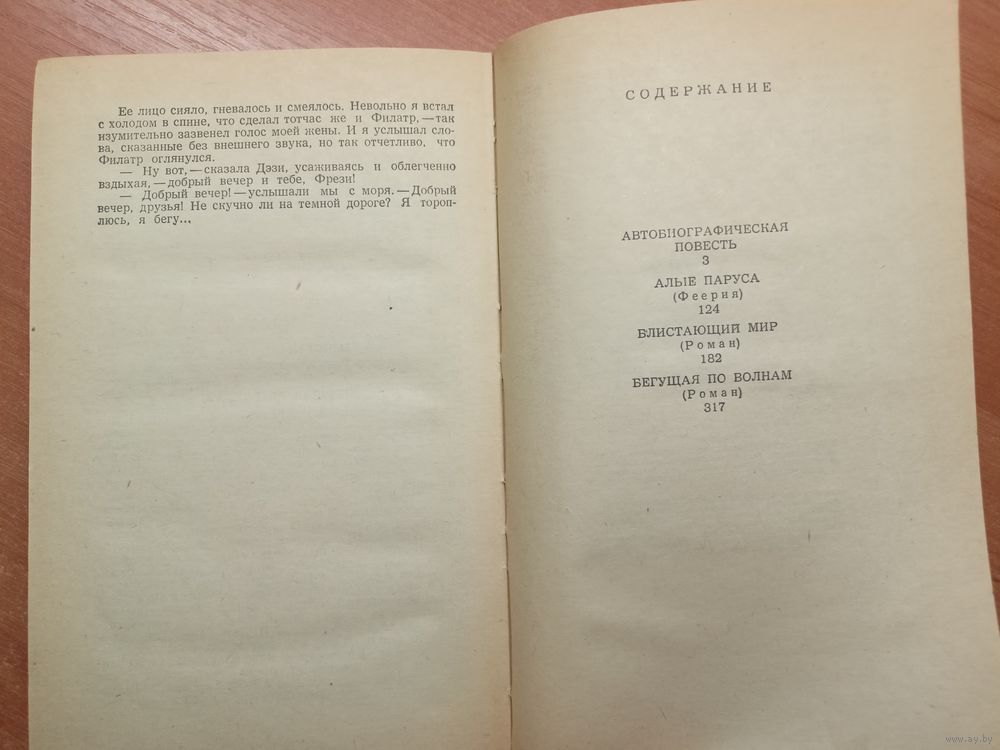 Ее лицо сияло, гневалось и смеялось. Невольно я встал
с холодом в спине, что сделал тотчас же и Филатр,—так
изумительно зазвенел голос моей жены. И я услышал сло-
ва, сказанные без внешнего звука, но так отчетливо, что
Филатр оглянулся.
— Ну вот,—сказала Дэзи, усаживаясь и облегченно
вздыхая,—добрый вечер и тебе, Фрези!
— Добрый вечер!—услышали мы с моря.—Добрый
вечер, друзья! Не скучно ли на темной дороге? Я тороп-
люсь, я бегу...
СОДЕРЖАНИЕ
АВТОБИОГРАФИЧЕСКАЯ
ПОВЕСТЬ
3
АЛЫЕ ПАРУСА
(Феерия)
124
БЛИСТАЮЩИЙ МИР
(Роман)
182
БЕГУЩАЯ ПО ВОЛНАМ
(Роман)
317
www.ay.by